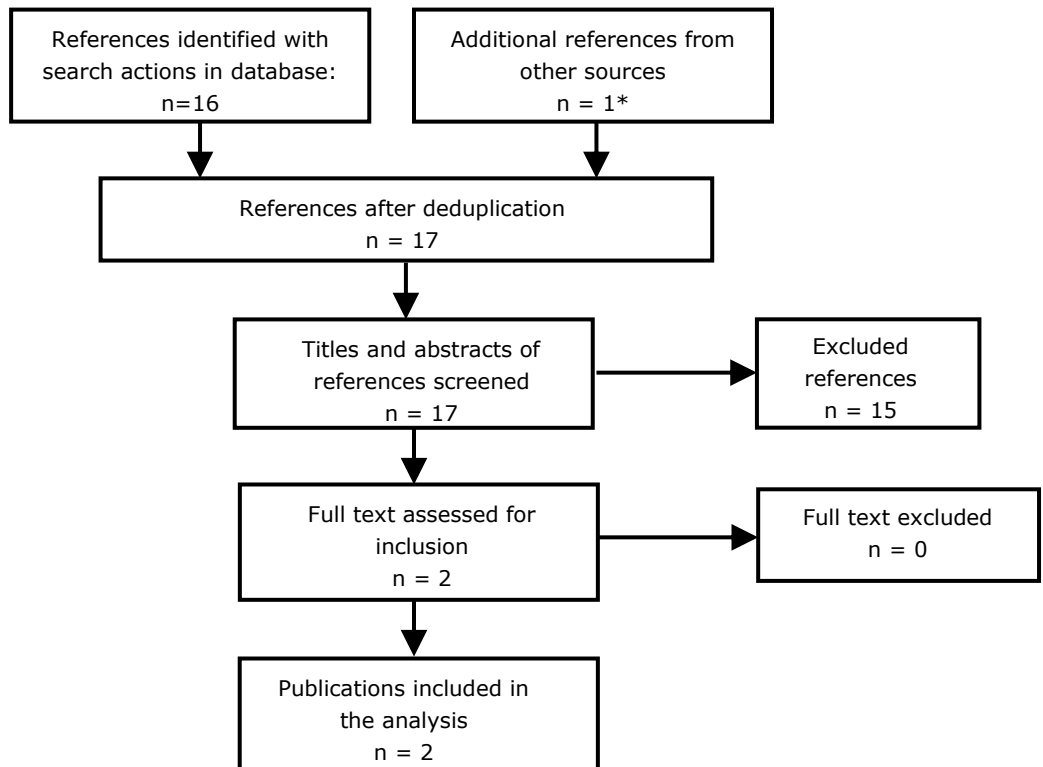 References identified with
search actions in database:
n=16
Additional references from
other sources
n = 1*
References after deduplication
n = 17
Titles and abstracts of
references screened
n = 17
Excluded
references
n = 15
Full text assessed for
inclusion
n = 2
Full text excluded
n = 0
Publications included in
the analysis
n = 2